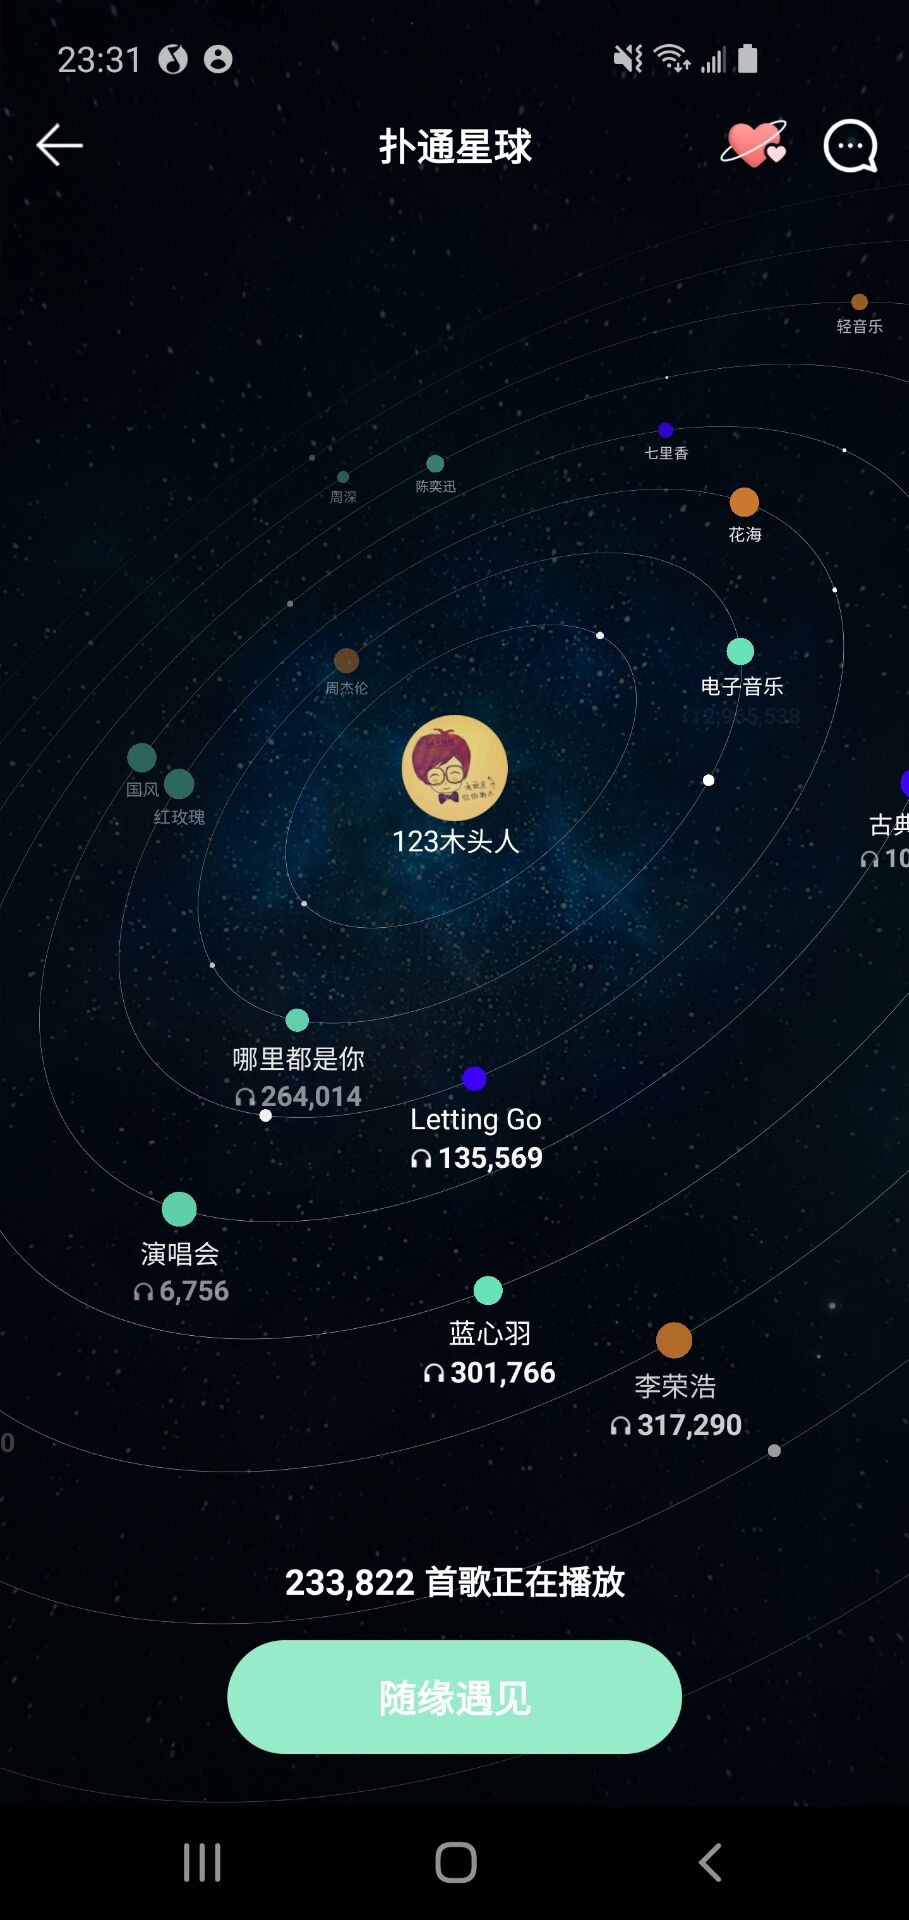 23:31
扑通星球
轻音乐
七里香
周深
陈奕迅
花海
周杰伦
电子音乐
2,965,538
国风
红玫瑰
123木头人
古典
10
哪里都是你
264,014
Letting Go
135,569
演唱会
6,756
蓝心羽
301,766
李荣浩
317,290
0
233,822 首歌正在播放
随缘遇见